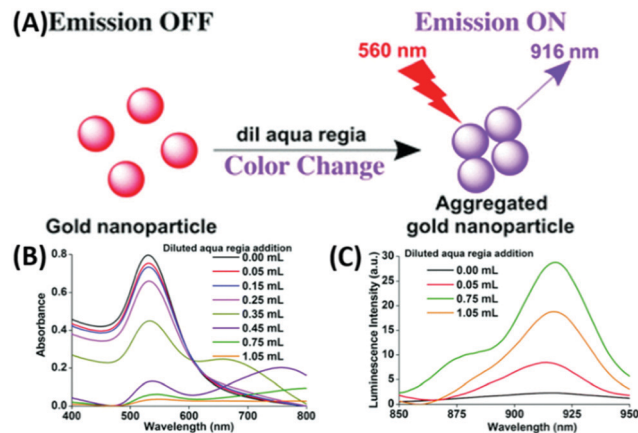 (A) Emission OFF
Emission ON
560 nm
916 nm
dil aqua regia
Color Change
Gold nanoparticle
Aggregated
gold nanoparticle
(B)
Diluted aqua regia addition
0.00 mL
0.05 mL
0.15 mL
0.25 mL
0.35 mL
0.45 mL
0.75 mL
1.05 mL
Absorbance
0.8
0.6
0.4
0.2
0.0
400 500 600 700 800
Wavelength (nm)
(C)
Diluted aqua regia addition
0.00 mL
0.05 mL
0.75 mL
1.05 mL
Luminescence Intensity (a.u.)
30
25
20
15
10
5
0
850 900 950
Wavelength (nm)